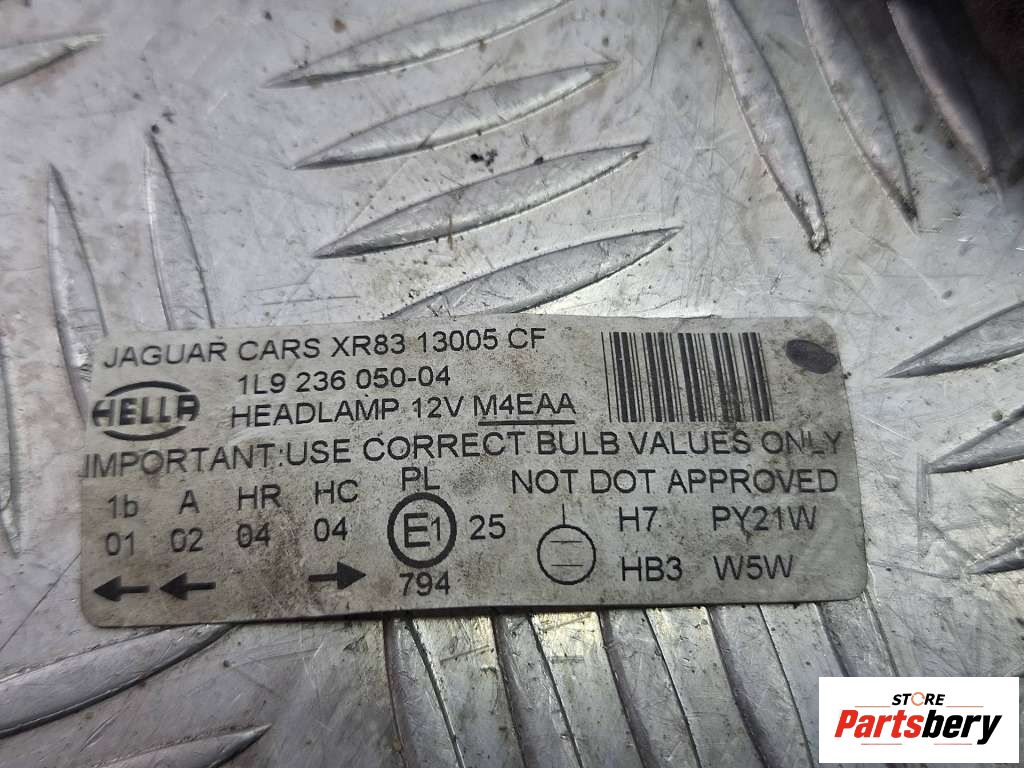 JAGUAR CARS XR83 13005 CF
HELLA
1L9 236 050-04
HEADLAMP 12V M4EAA
IMPORTANT:USE CORRECT BULB VALUES ONLY
1b A HR HC PL NOT DOT APPROVED
01 02 04 04 E1 25 H7 PY21W
794 HB3 W5W
STORE
Partsbery